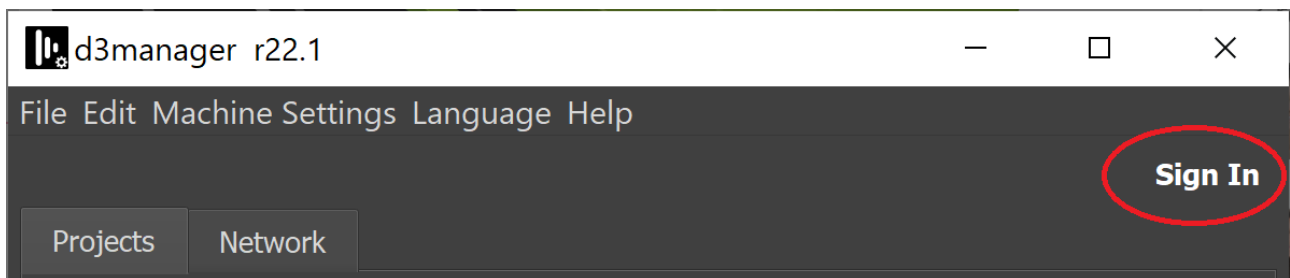 d3manager r22.1
File Edit Machine Settings Language Help
Sign In
Projects Network